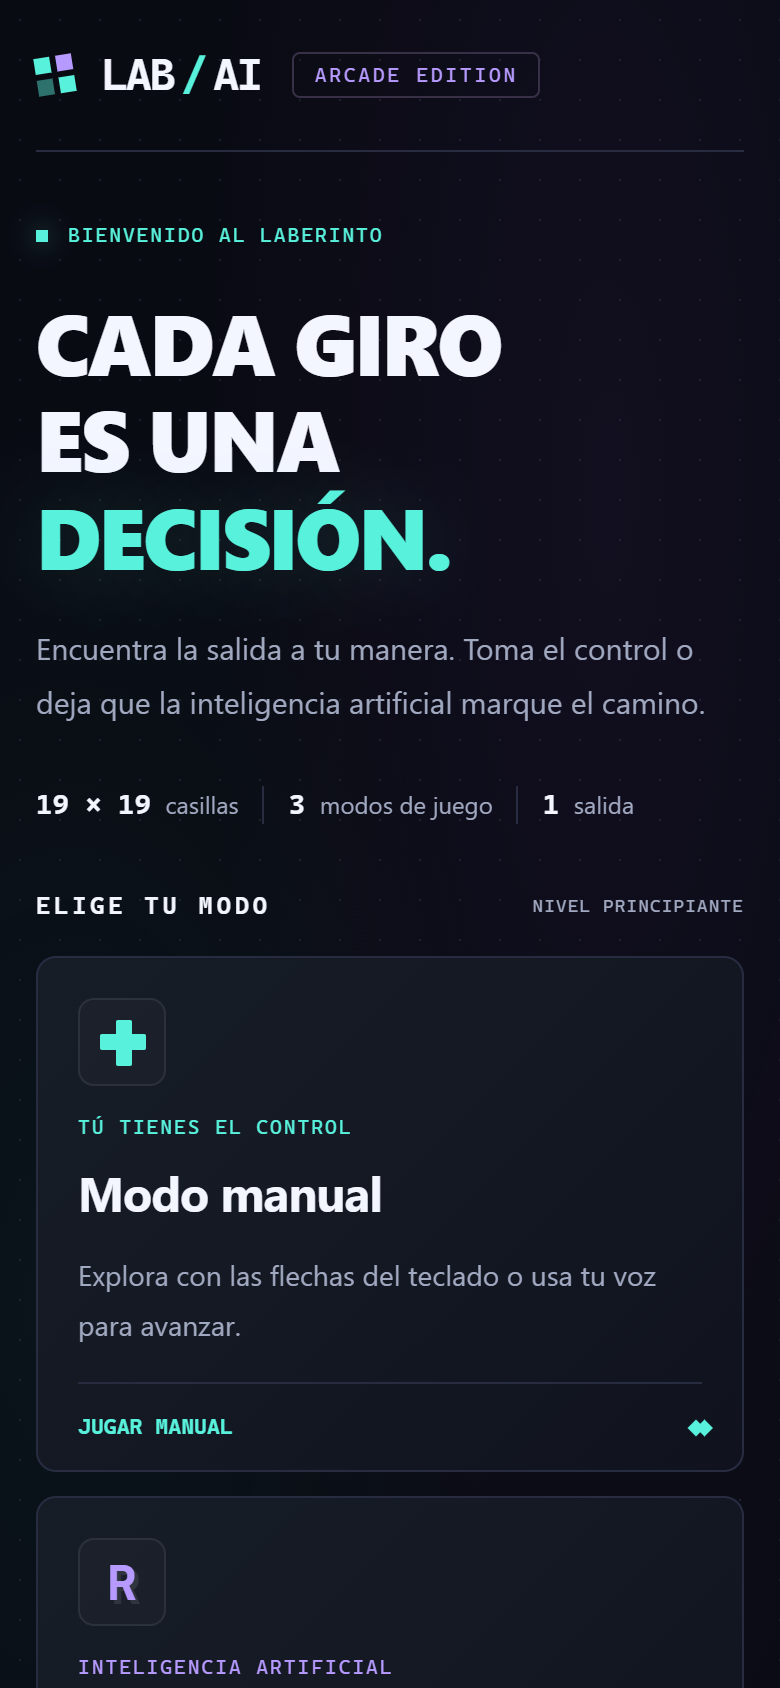 LAB/AI ARCADE EDITION
BIENVENIDO AL LABERINTO
CADA GIRO
ES UNA
DECISIÓN.
Encuentra la salida a tu manera. Toma el control o
deja que la inteligencia artificial marque el camino.
19 × 19 casillas 3 modos de juego 1 salida
ELIGE TU MODO NIVEL PRINCIPIANTE
TÚ TIENES EL CONTROL
Modo manual
Explora con las flechas del teclado o usa tu voz
para avanzar.
JUGAR MANUAL
R
INTELIGENCIA ARTIFICIAL